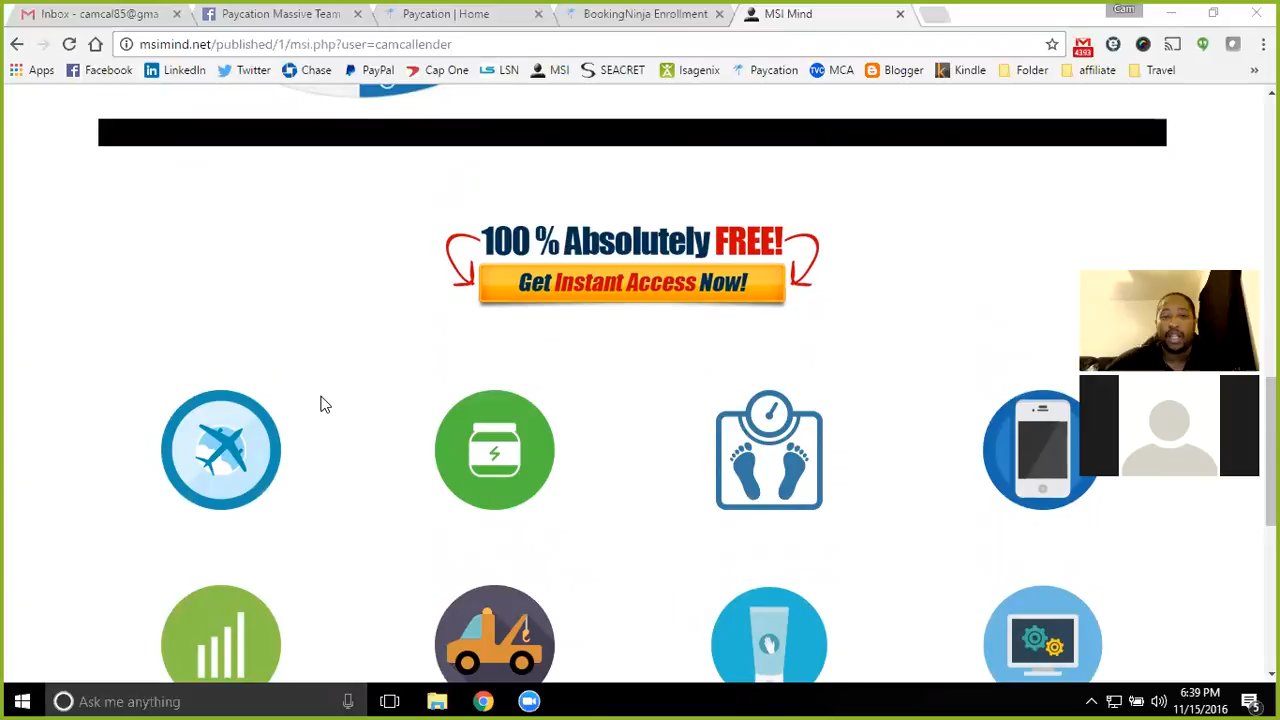 Inbox - camcal85@gma
Paycation Massive Team
Paycation | Home
BookingNinja Enrollment
MSI Mind
Cam
msimind.net/published/1/msi.php?user=camcallender
4393
Apps
Facebook
LinkedIn
Twitter
Chase
PayPal
Cap One
LSN
MSI
SEACRET
Isagenix
Paycation
MCA
Blogger
Kindle
Folder
affiliate
Travel
»
100 % Absolutely FREE!
Get Instant Access Now!
Ask me anything
6:39 PM
11/15/2016
5